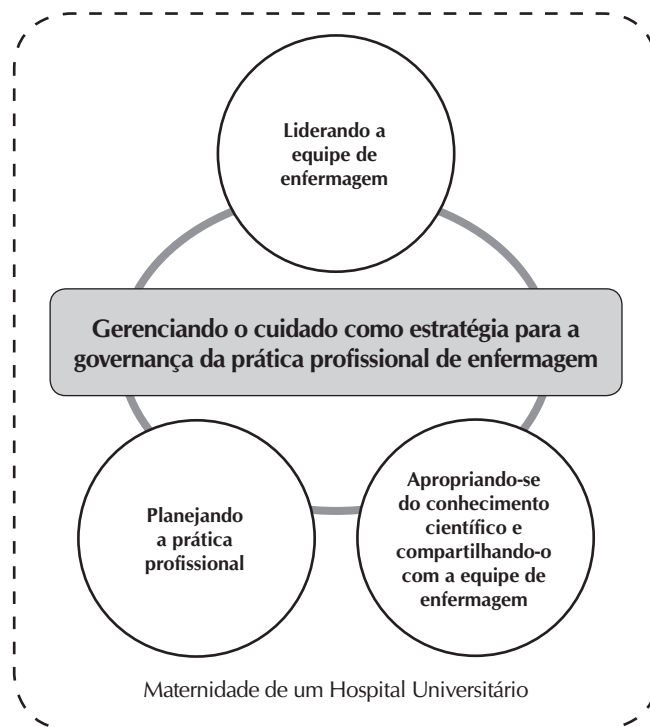 Liderando a
equipe de
enfermagem
Gerenciando o cuidado como estratégia para a
governança da prática profissional de enfermagem
Planejando
a prática
profissional
Apropriando-se
do conhecimento
científico e
compartilhando-o
com a equipe de
enfermagem
Maternidade de um Hospital Universitário